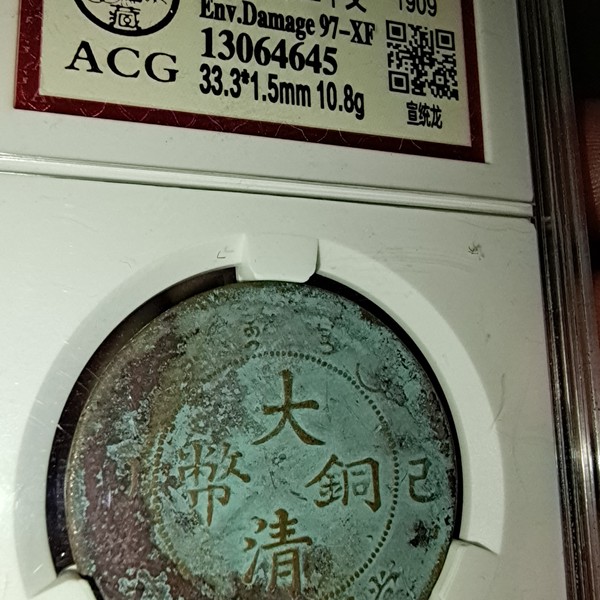 1909
Env.Damage 97-XF
13064645
ACG
33.3*1.5mm 10.8g
宣统龙
大
幣 銅 己
清